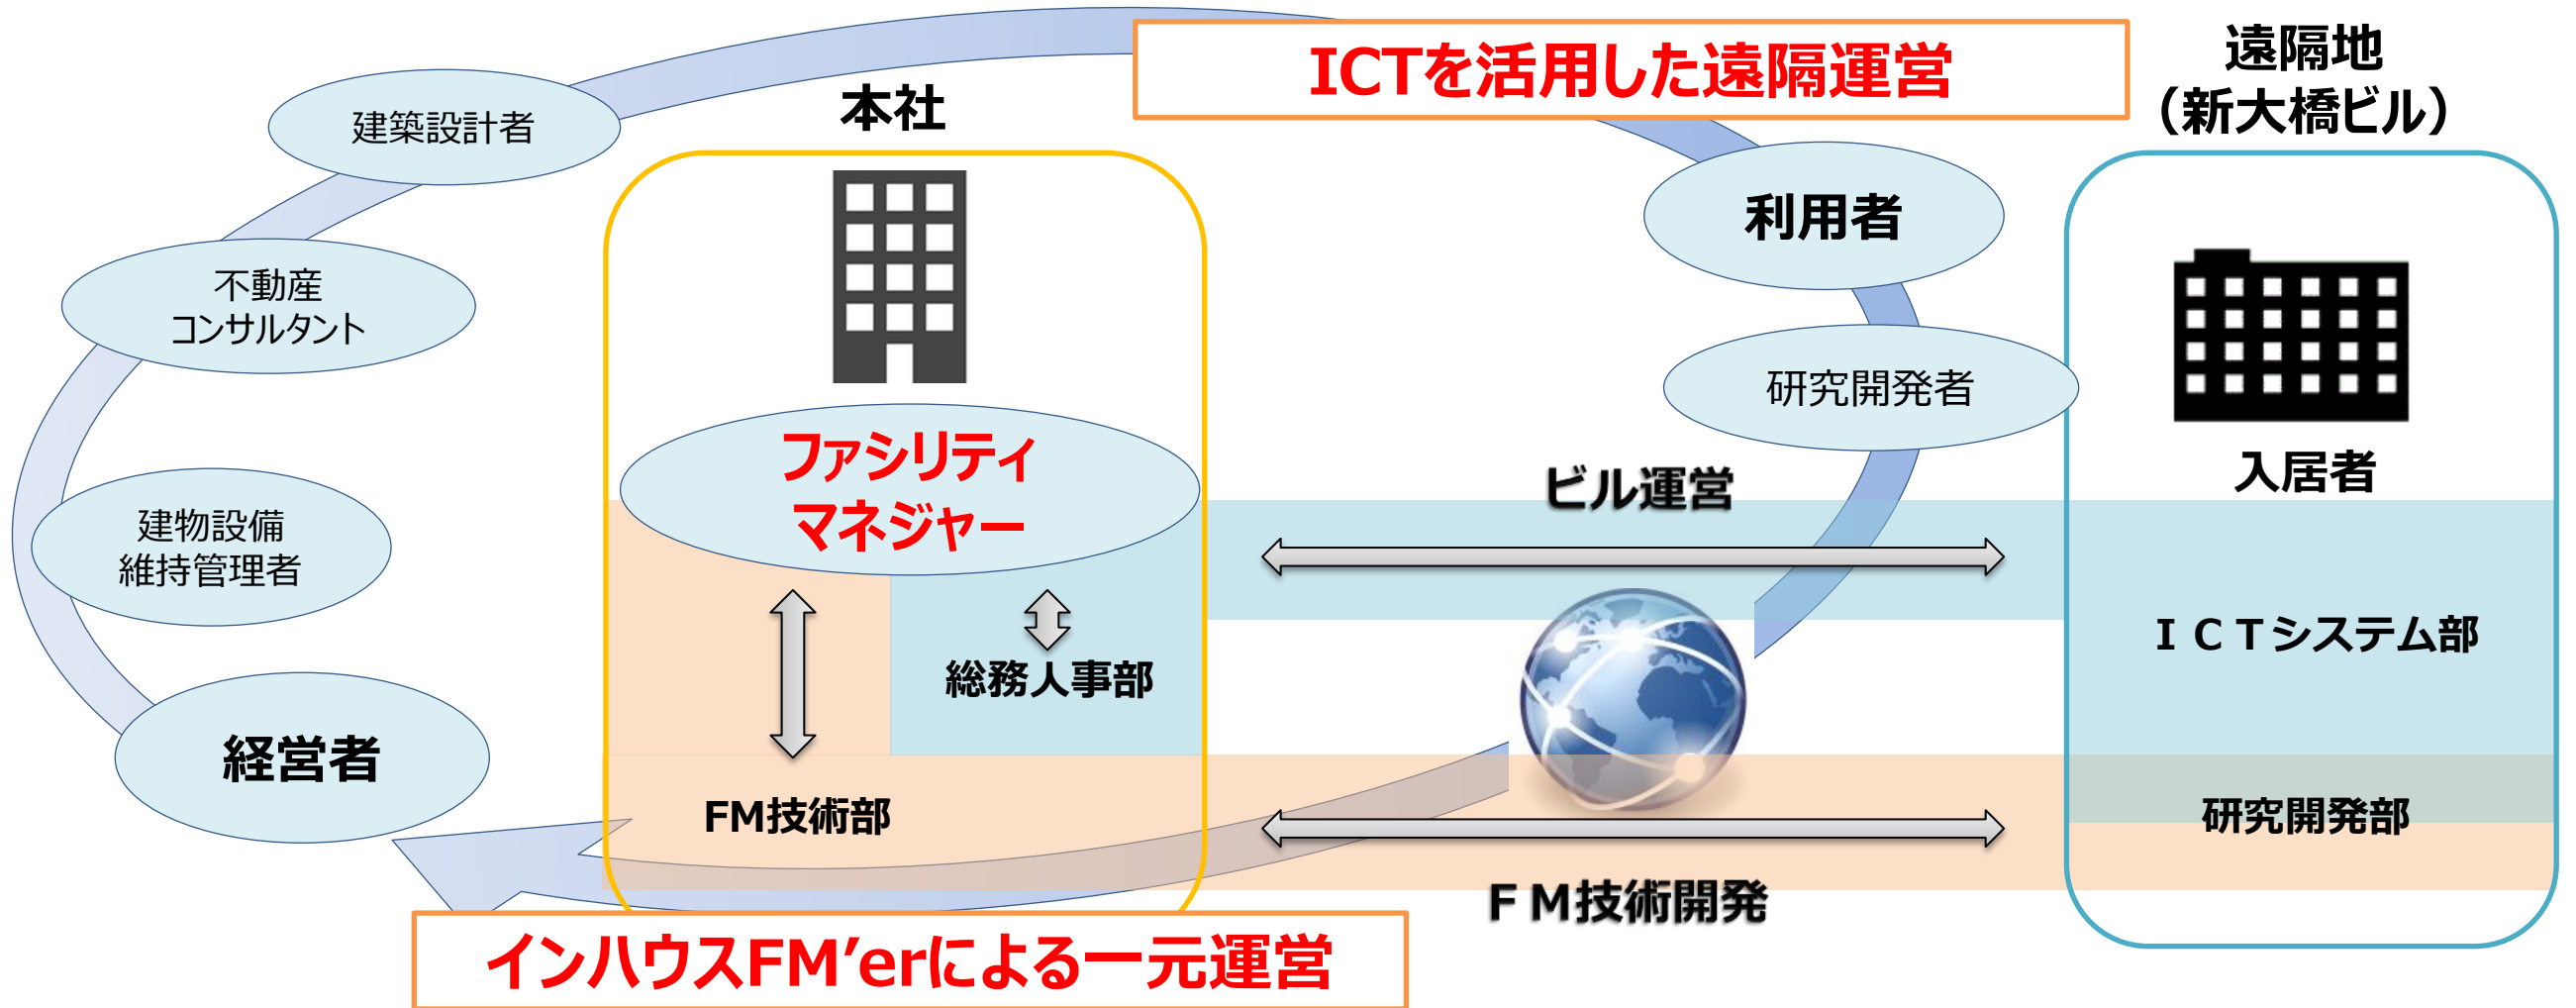 ICTを活用した遠隔運営
遠隔地
（新大橋ビル）
本社
建築設計者
利用者
不動産
コンサルタント
研究開発者
ファシリティ
マネジャー
入居者
ビル運営
建物設備
維持管理者
ＩＣＴシステム部
総務人事部
経営者
FM技術部
研究開発部
ＦＭ技術開発
インハウスFM’erによる一元運営